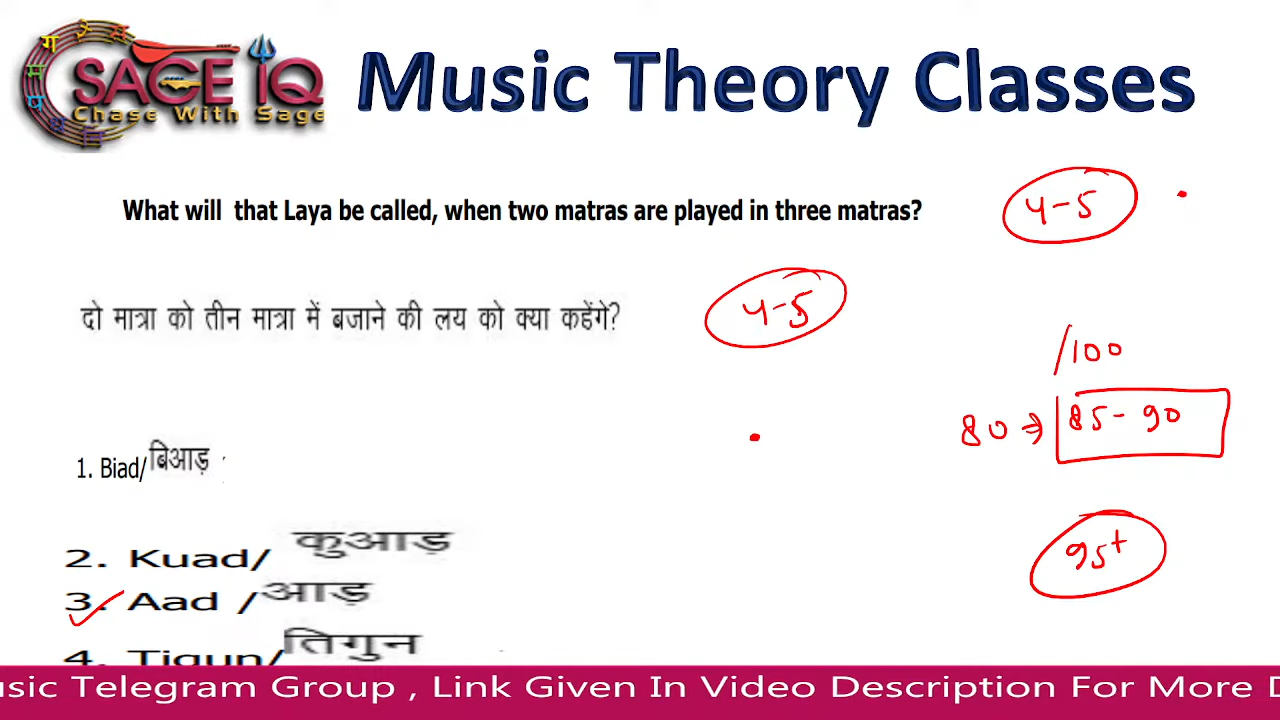 ग रे स
म
प
ध
नि
SAGE IQ
Chase With Sage
Music Theory Classes
What will that Laya be called, when two matras are played in three matras?
4-5
दो मात्रा को तीन मात्रा में बजाने की लय को क्या कहेंगे?
4-5
/100
80 → 85-90
1. Biad/बिआड़
95+
2. Kuad/ कुआड़
3. Aad /आड़
4. Tigun/तिगुन
usic Telegram Group , Link Given In Video Description For More D